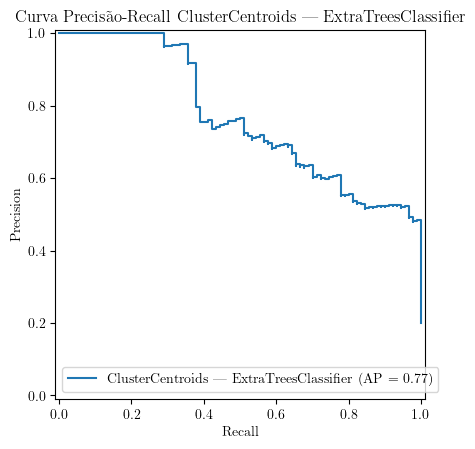 Curva Precisão-Recall ClusterCentroids — ExtraTreesClassifier
1.0
0.8
0.6
0.4
0.2
0.0
Precision
ClusterCentroids — ExtraTreesClassifier (AP = 0.77)
0.0 0.2 0.4 0.6 0.8 1.0
Recall